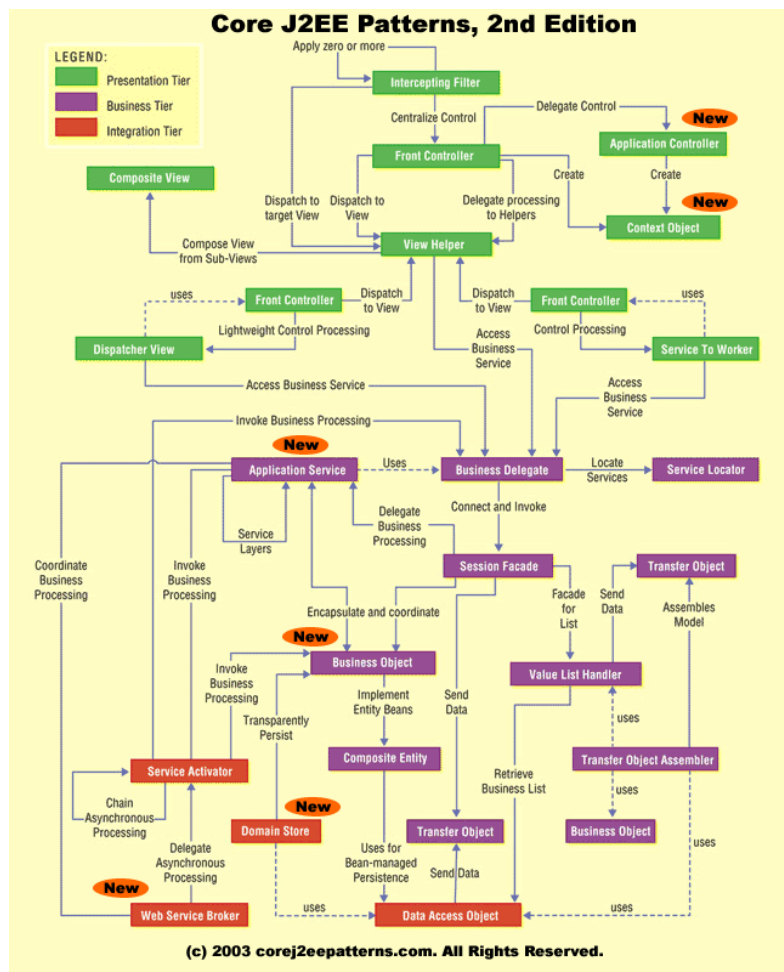 Core J2EE Patterns, 2nd Edition
LEGEND:
Presentation Tier
Business Tier
Integration Tier
Apply zero or more
Intercepting Filter
Centralize Control
Delegate Control
New
Front Controller
Application Controller
Composite View
Dispatch to
target View
Dispatch to
View
Delegate processing
to Helpers
Create
Create
New
Context Object
View Helper
Compose View
from Sub-Views
uses
Front Controller
Dispatch
to View
Dispatch
to View
Front Controller
uses
Lightweight Control Processing
Control Processing
Dispatcher View
Access
Business
Service
Service To Worker
Access Business Service
Access
Business
Service
Invoke Business Processing
New
Application Service
Uses
Business Delegate
Locate
Services
Service Locator
Connect and Invoke
Service
Layers
Delegate
Business
Processing
Coordinate
Business
Processing
Invoke
Business
Processing
Session Facade
Transfer Object
Facade
for
List
Send
Data
Assembles
Model
Encapsulate and coordinate
New
Business Object
Value List Handler
Invoke
Business
Processing
Implement
Entity Beans
Send
Data
Transparently
Persist
uses
Service Activator
Composite Entity
Transfer Object Assembler
Chain
Asynchronous
Processing
Retrieve
Business List
uses
New
Domain Store
Transfer Object
Business Object
Delegate
Asynchronous
Processing
Uses for
Bean-managed
Persistence
Send Data
New
Web Service Broker
uses
Data Access Object
uses
(c) 2003 corej2eepatterns.com. All Rights Reserved.